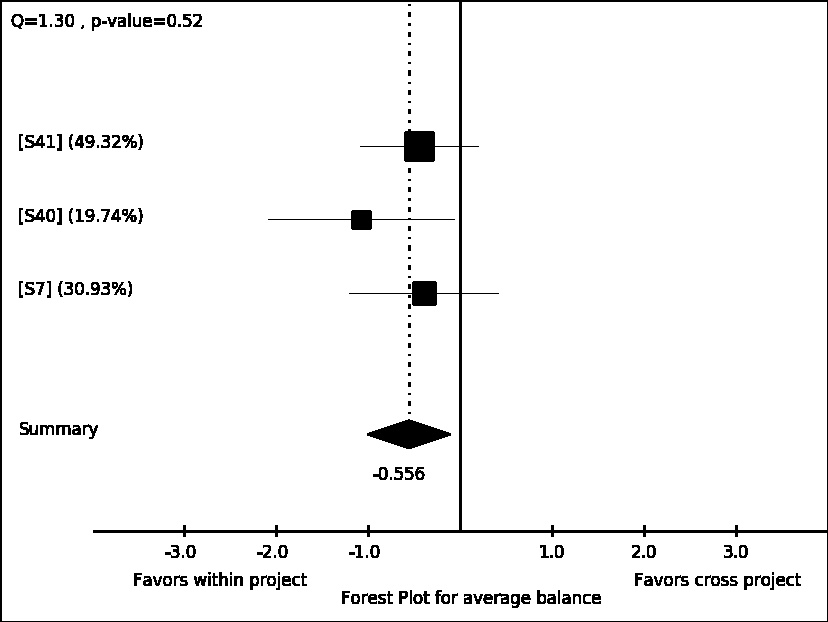 Q=1.30 , p-value=0.52
[S41] (49.32%)
[S40] (19.74%)
[S7] (30.93%)
Summary
-0.556
-3.0 -2.0 -1.0 1.0 2.0 3.0
Favors within project Favors cross project
Forest Plot for average balance